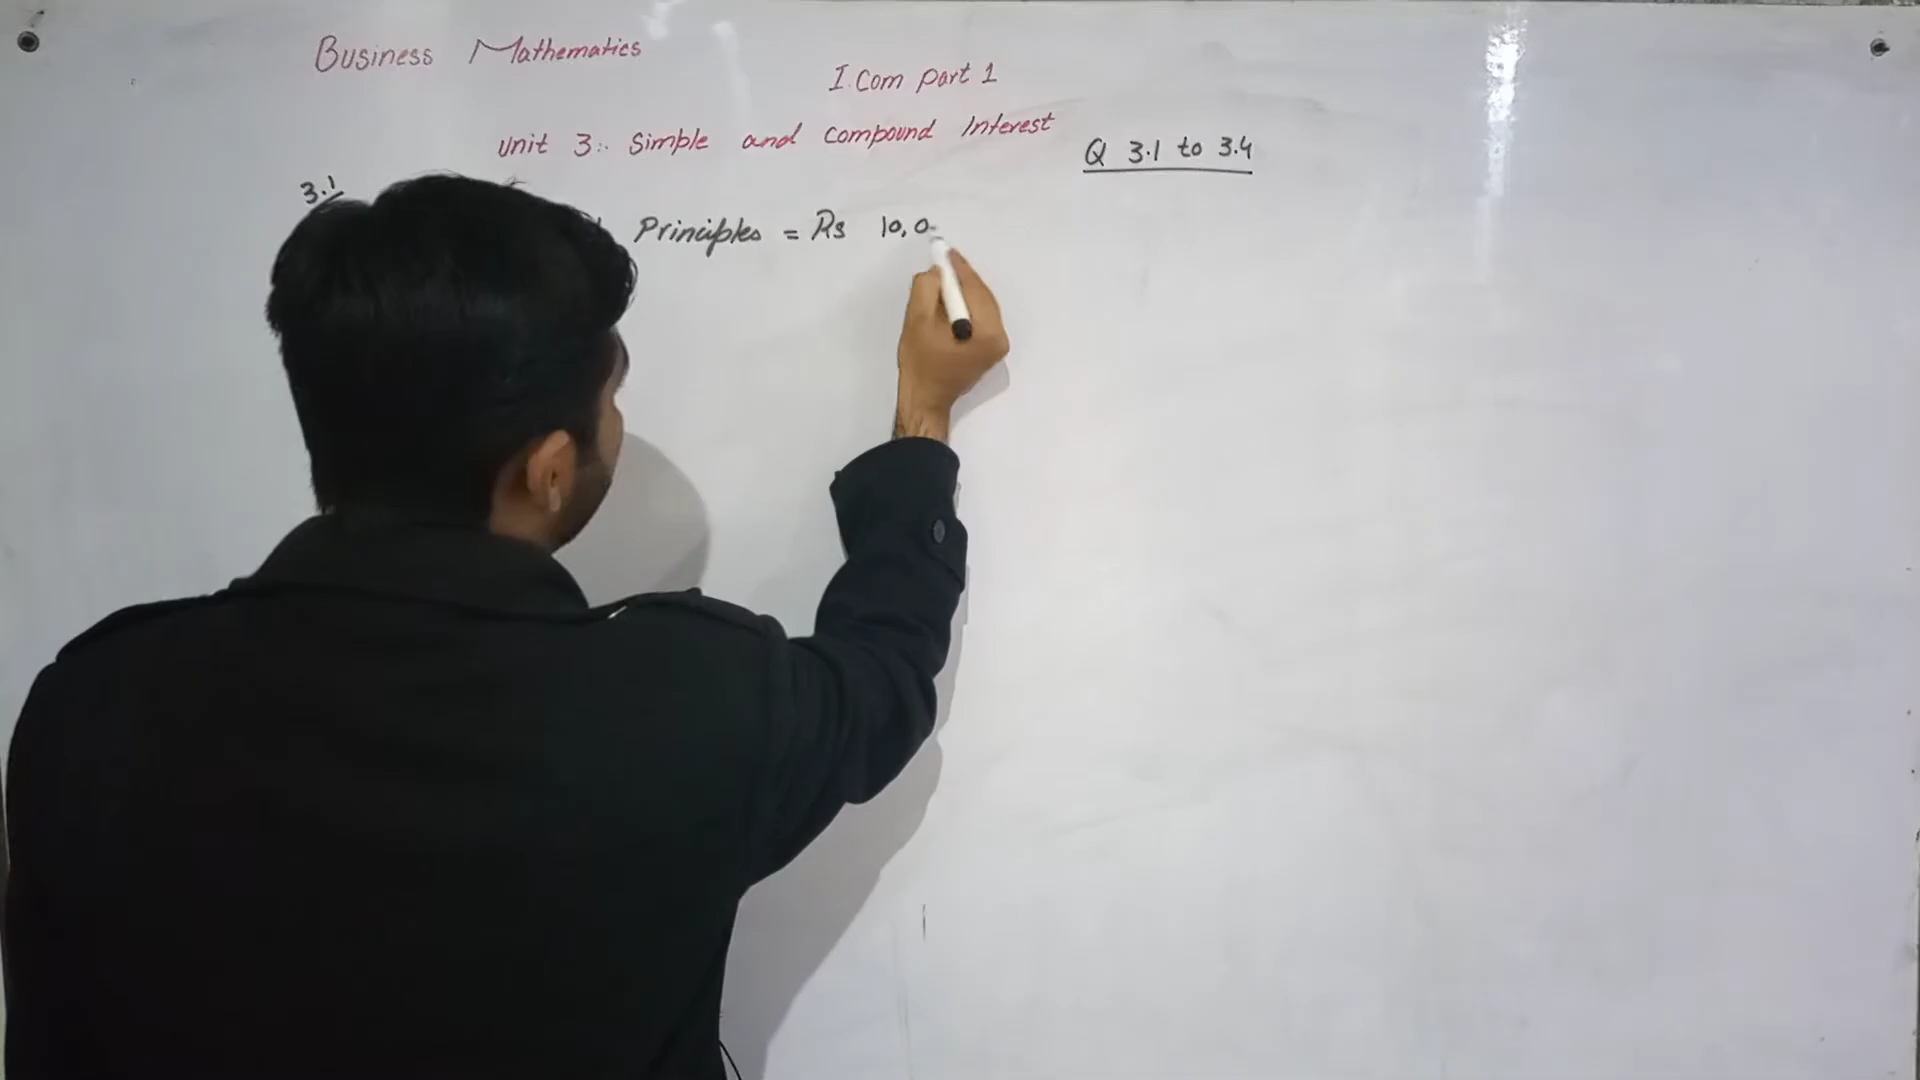 Business Mathematics
I.Com part 1
Unit 3:- Simple and Compound Interest
Q 3.1 to 3.4
3.1
Principles = Rs 10,0